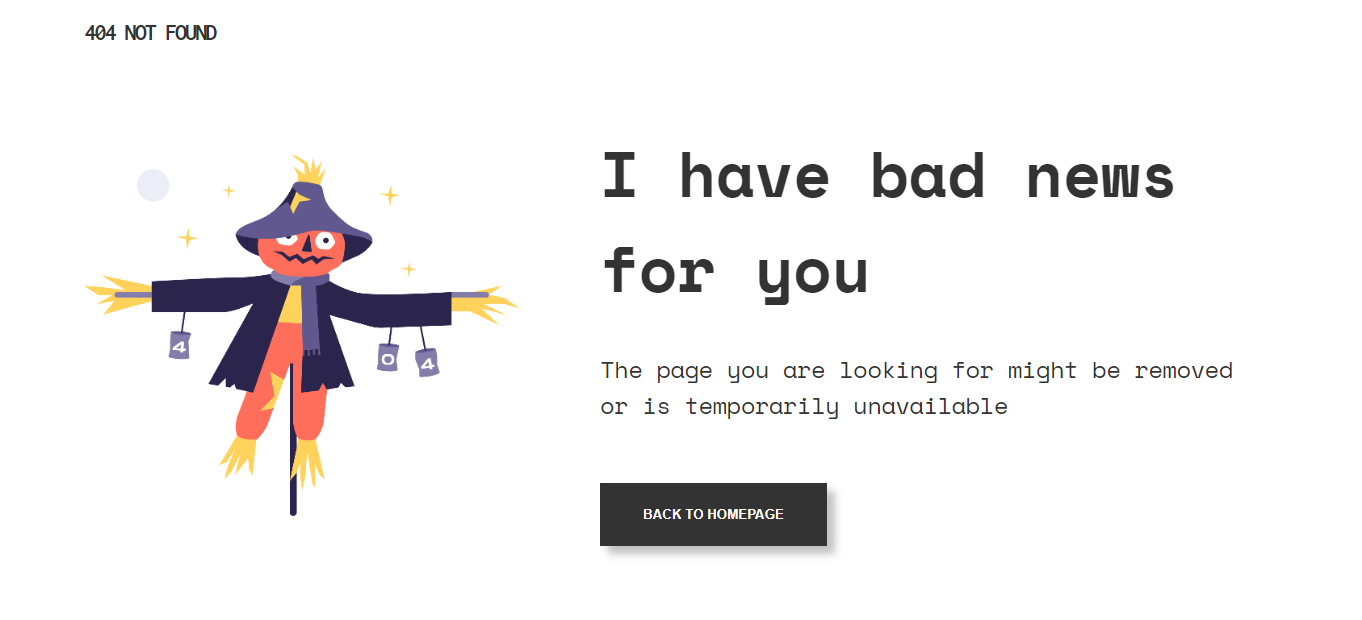 404 NOT FOUND
I have bad news
for you
The page you are looking for might be removed
or is temporarily unavailable
BACK TO HOMEPAGE
4
0
4